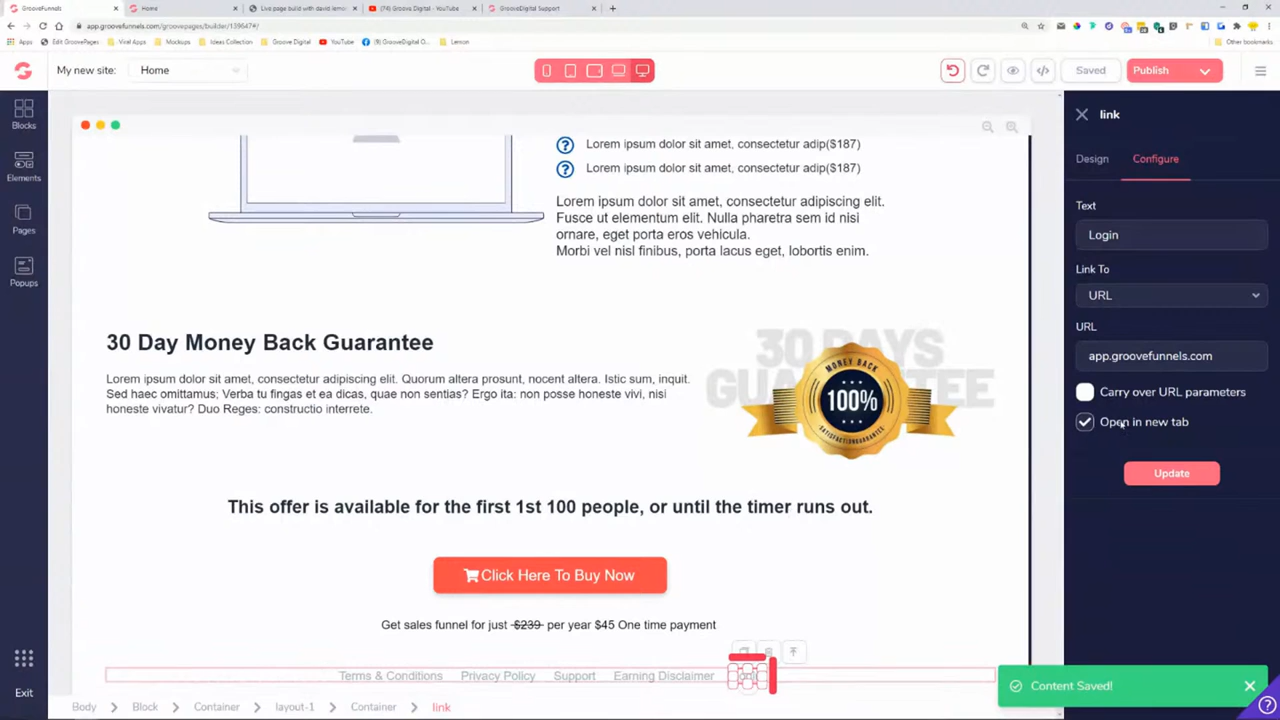 GrooveFunnels
Home
Live page build with david lemon
(74) Groove Digital - YouTube
GrooveDigital Support
app.groovefunnels.com/groovepages/builder/139647#/
Apps
Edit GroovePages
Viral Apps
Mockups
Ideas Collection
Groove Digital
YouTube
(9) GrooveDigital O...
Lemon
Other bookmarks
My new site:
Home
Saved
Publish
Blocks
Elements
Pages
Popups
Exit
Lorem ipsum dolor sit amet, consectetur adip($187)
Lorem ipsum dolor sit amet, consectetur adip($187)
Lorem ipsum dolor sit amet, consectetur adipiscing elit.
Fusce ut elementum elit. Nulla pharetra sem id nisi
ornare, eget porta eros vehicula.
Morbi vel nisl finibus, porta lacus eget, lobortis enim.
30 Day Money Back Guarantee
Lorem ipsum dolor sit amet, consectetur adipiscing elit. Quorum altera prosunt, nocent altera. Istic sum, inquit.
Sed haec omittamus; Verba tu fingas et ea dicas, quae non sentias? Ergo ita: non posse honeste vivi, nisi
honeste vivatur? Duo Reges: constructio interrete.
30 DAYS
GUARANTEE
MONEY BACK
100%
SATISFACTION GUARANTEE
This offer is available for the first 1st 100 people, or until the timer runs out.
Click Here To Buy Now
Get sales funnel for just $239 per year $45 One time payment
Terms & Conditions
Privacy Policy
Support
Earning Disclaimer
Body
Block
Container
layout-1
Container
link
link
Design
Configure
Text
Login
Link To
URL
URL
app.groovefunnels.com
Carry over URL parameters
Open in new tab
Update
Content Saved!